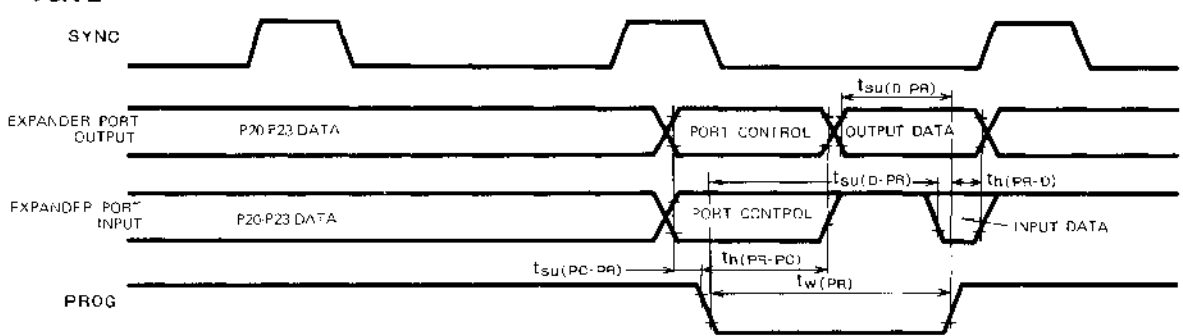 SYNC
tsu(D-PR)
EXPANDER PORT
OUTPUT
P20-P23 DATA
PORT CONTROL
OUTPUT DATA
tsu(D-PR)
th(PR-D)
EXPANDER PORT
INPUT
P20-P23 DATA
PORT CONTROL
INPUT DATA
tsu(PC-PR)
th(PR-PC)
tw(PR)
PROG